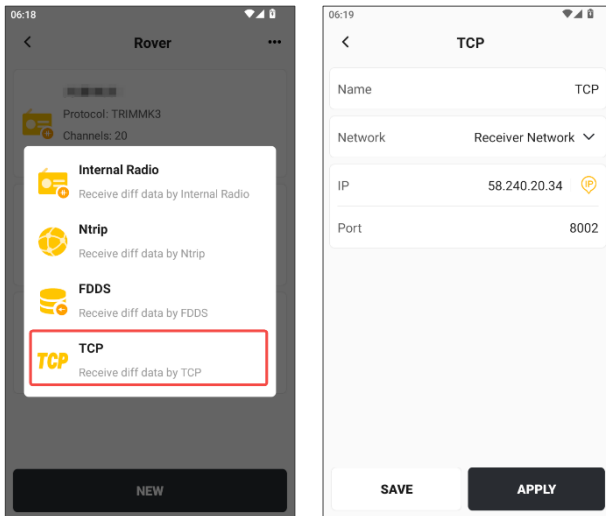 06:18
Rover
Protocol: TRIMMK3
Channels: 20
Internal Radio
Receive diff data by Internal Radio
Ntrip
Receive diff data by Ntrip
FDDS
Receive diff data by FDDS
TCP
TCP
Receive diff data by TCP
NEW
06:19
TCP
Name TCP
Network Receiver Network
IP 58.240.20.34 IP
Port 8002
SAVE APPLY